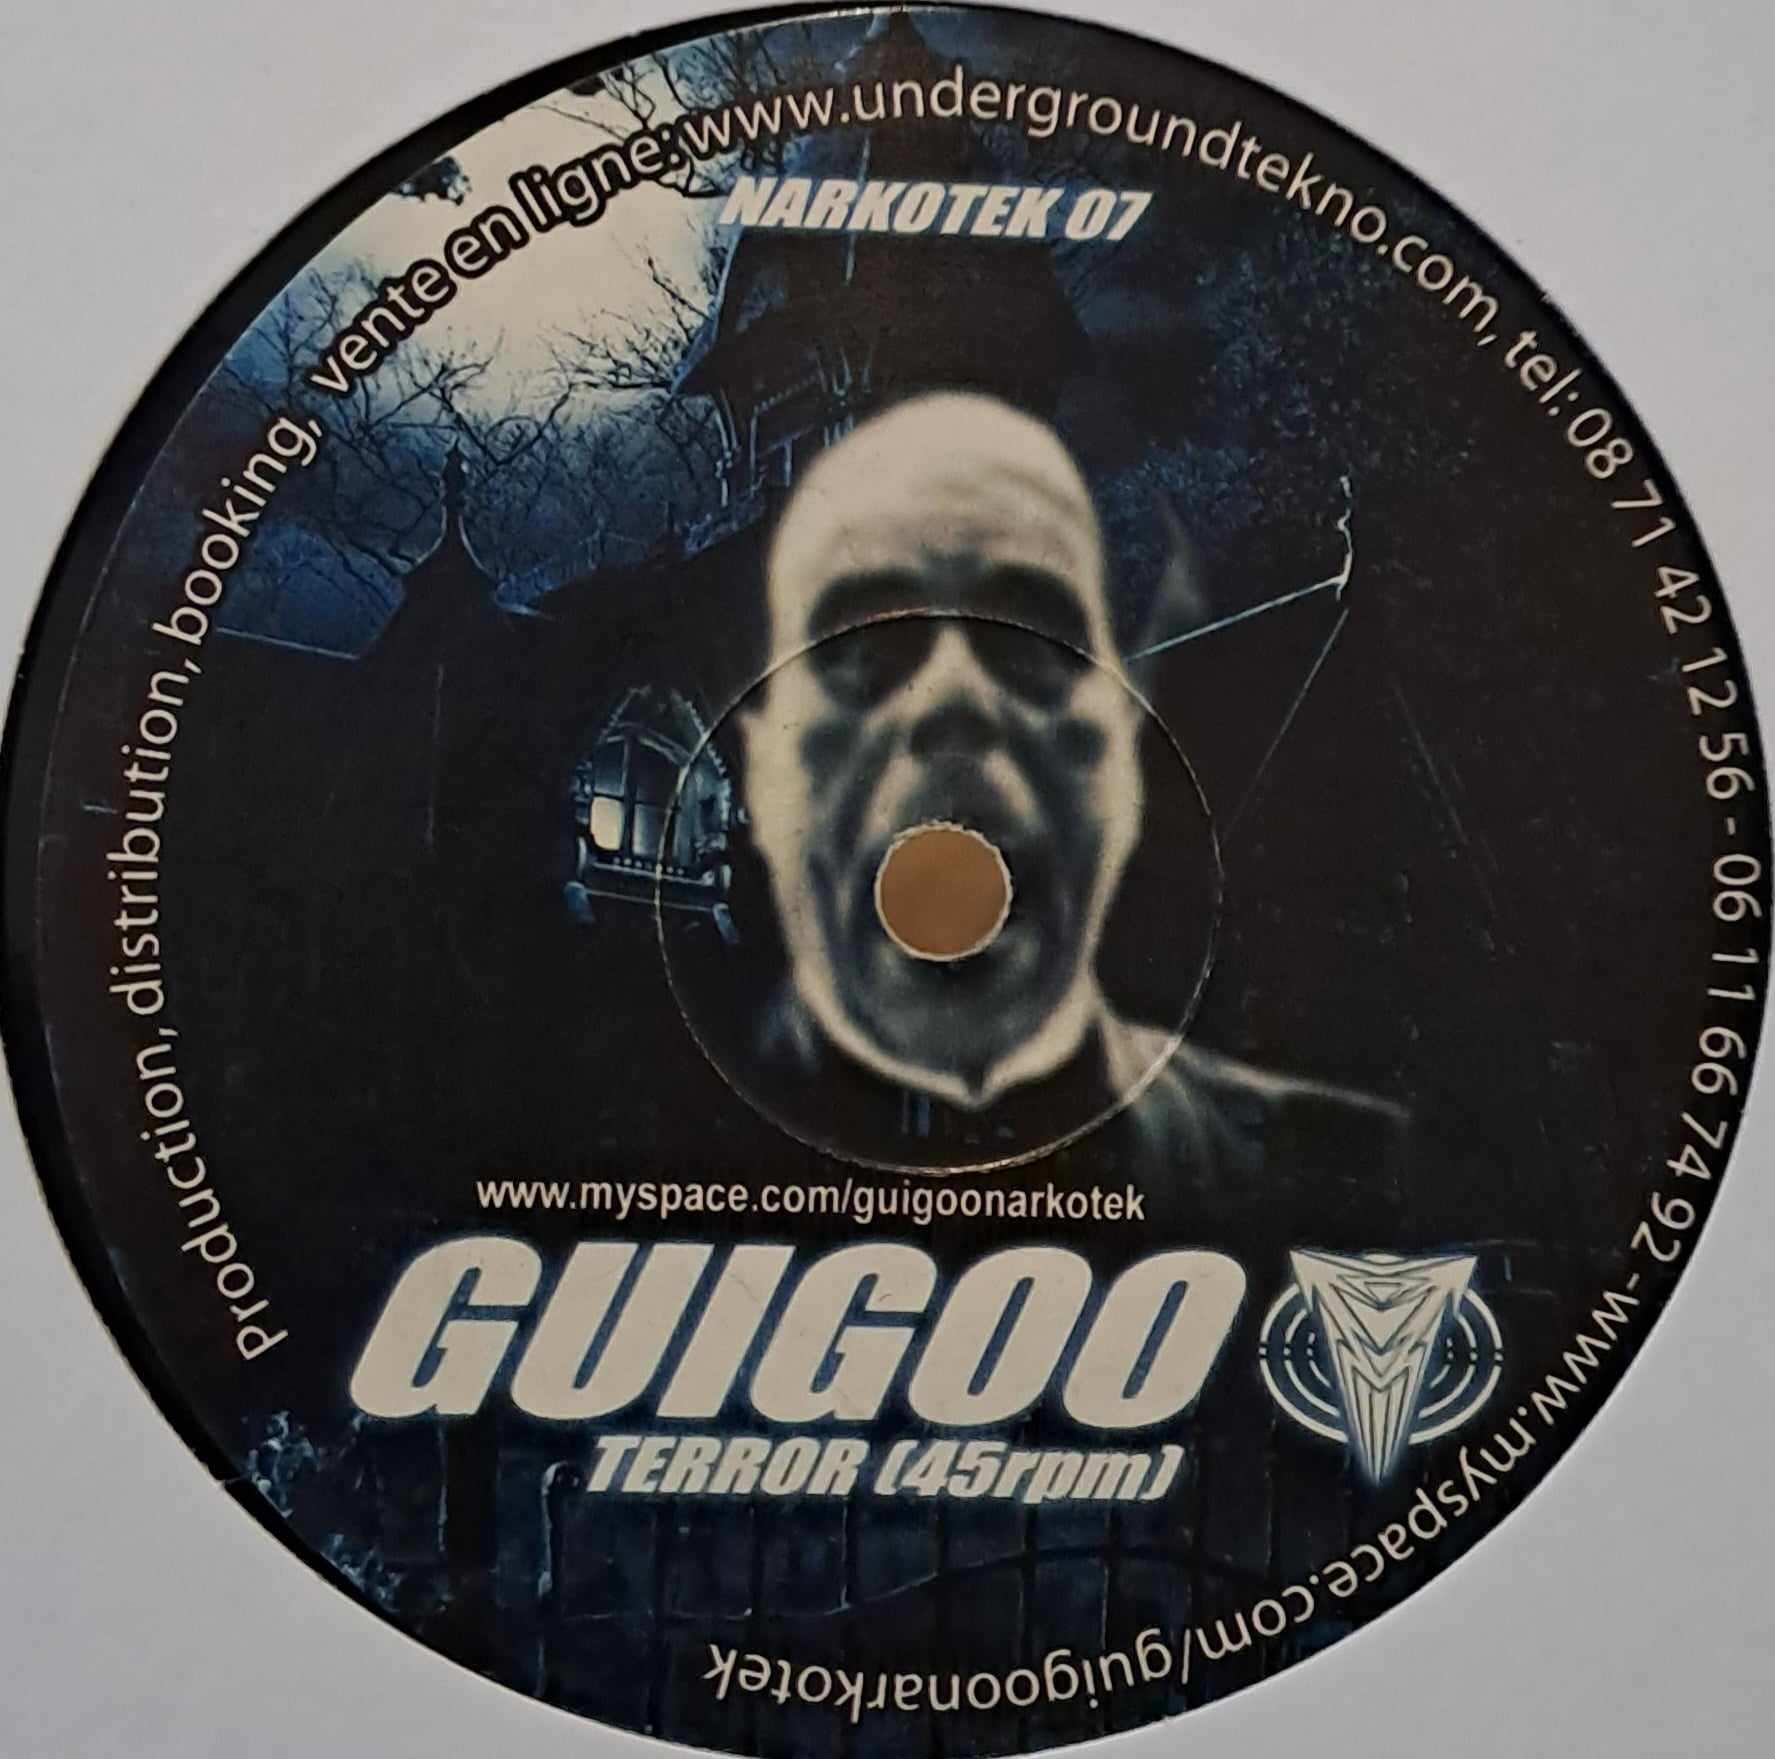 Production, distribution, booking, vente en ligne: www.undergroundtekno.com, tel: 08 71 42 12 56 - 06 11 66 74 92 - www.myspace.com/guigoonarkotek
NARKOTEK 07
www.myspace.com/guigoonarkotek
GUIGOO
TERROR (45rpm)